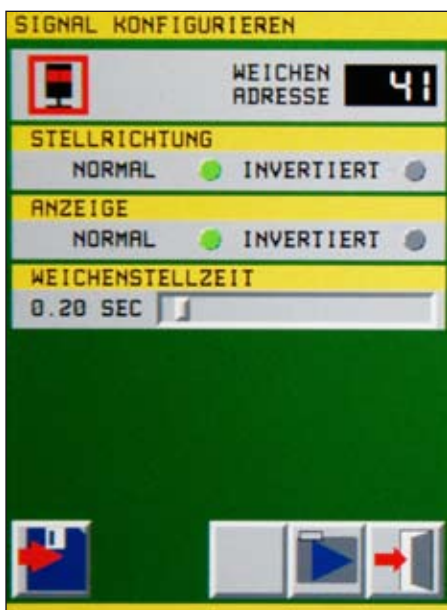 SIGNAL KONFIGURIEREN
WEICHEN
ADRESSE 41
STELLRICHTUNG
NORMAL INVERTIERT
ANZEIGE
NORMAL INVERTIERT
WEICHENSTELLZEIT
0.20 SEC